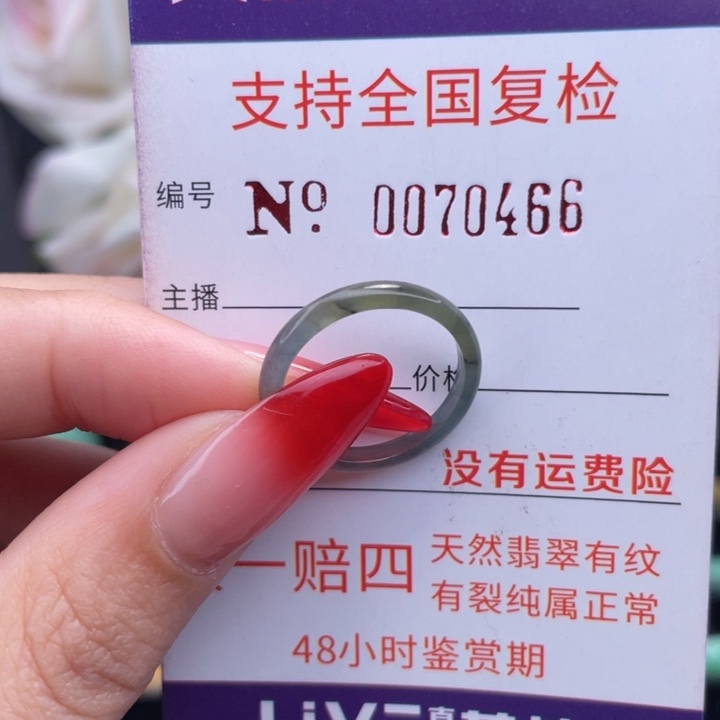 支持全国复检
编号 Nº 0070466
主播
价格
没有运费险
一赔四
天然翡翠有纹
有裂纯属正常
48小时鉴赏期